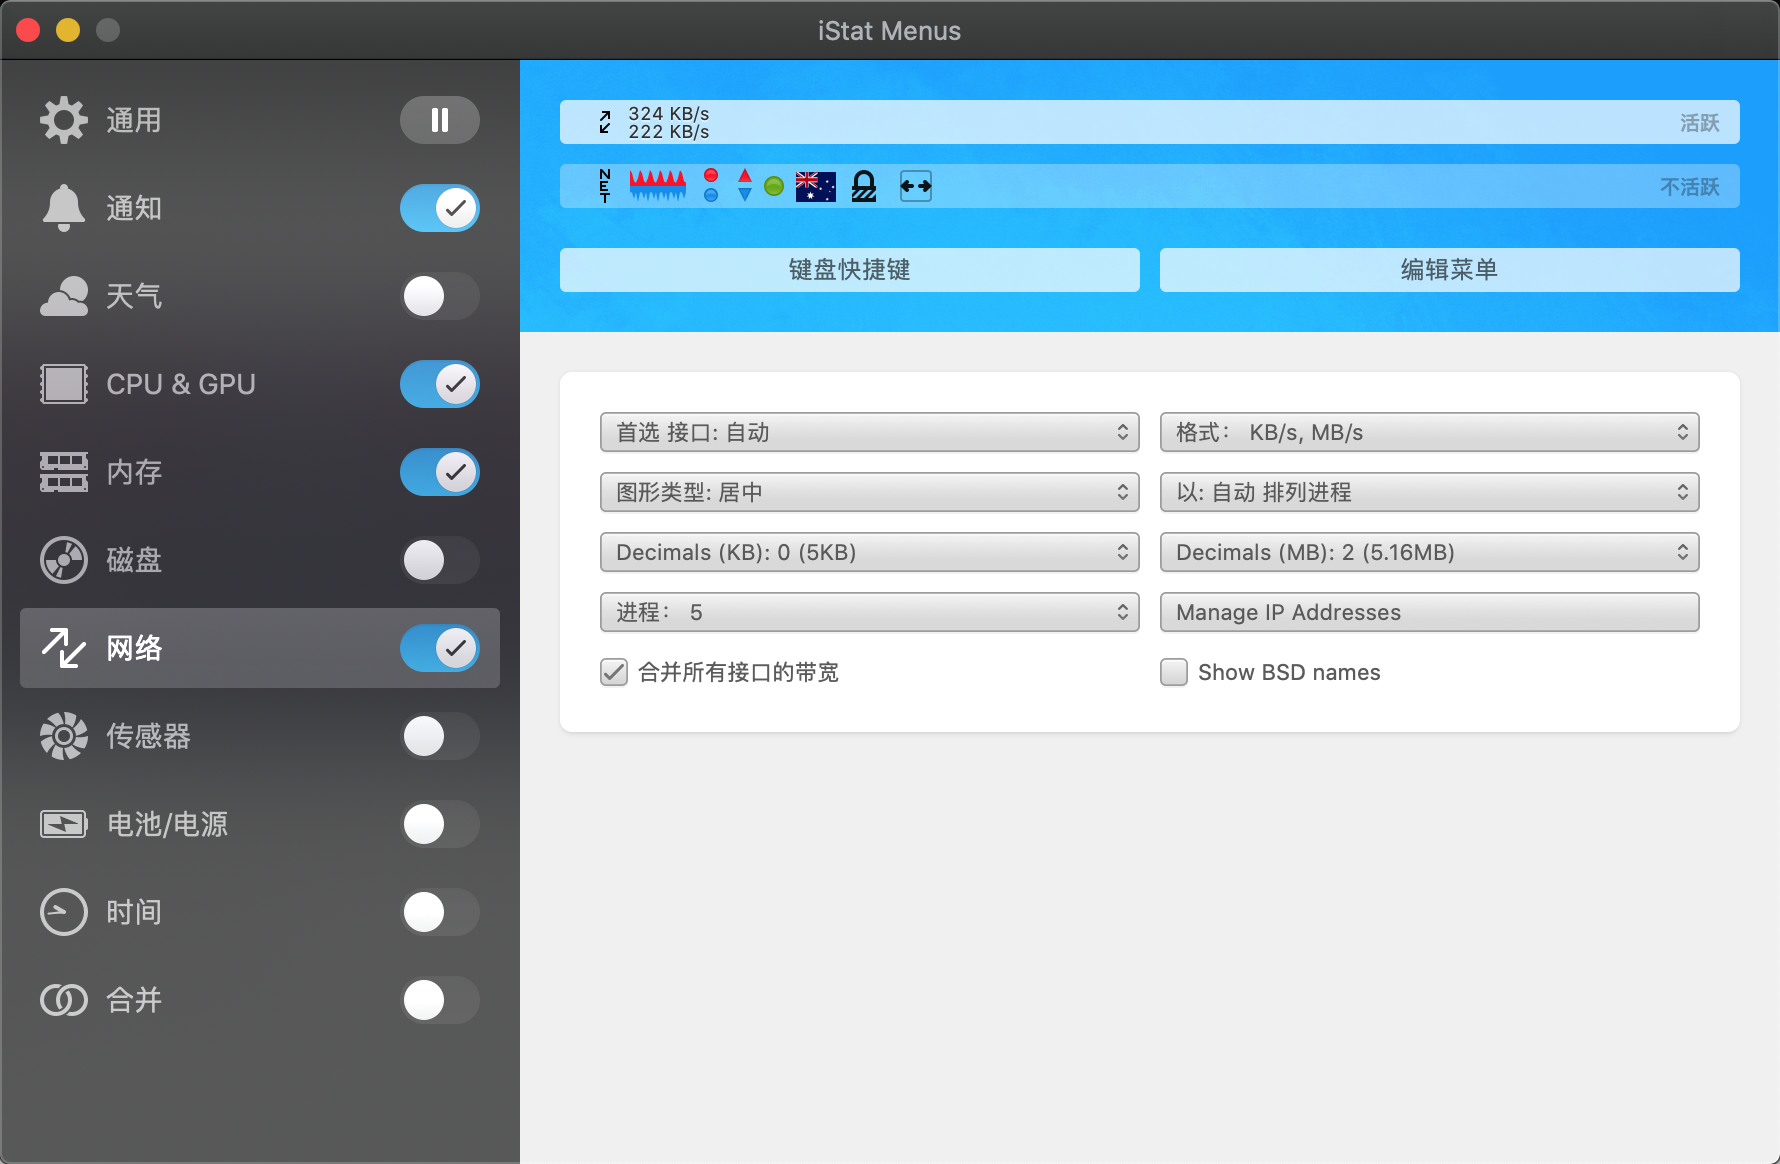 iStat Menus
通用
通知
天气
CPU & GPU
内存
磁盘
网络
传感器
电池/电源
时间
合并
324 KB/s
222 KB/s
活跃
NET
不活跃
键盘快捷键
编辑菜单
首选 接口: 自动
格式： KB/s, MB/s
图形类型: 居中
以: 自动 排列进程
Decimals (KB): 0 (5KB)
Decimals (MB): 2 (5.16MB)
进程： 5
Manage IP Addresses
合并所有接口的带宽
Show BSD names